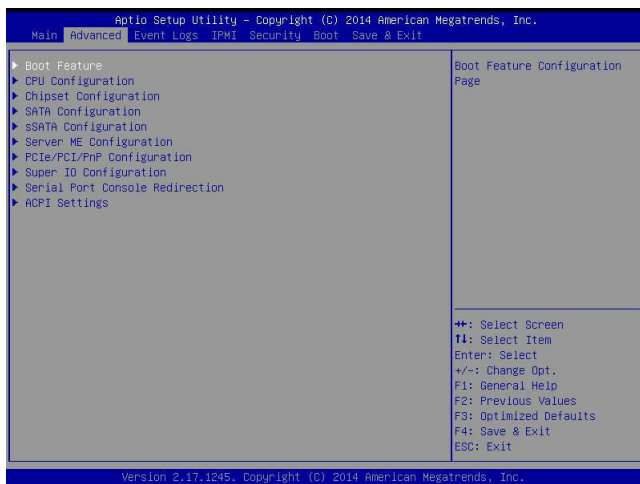 Aptio Setup Utility – Copyright (C) 2014 American Megatrends, Inc.
Main Advanced Event Logs IPMI Security Boot Save & Exit
Boot Feature
CPU Configuration
Chipset Configuration
SATA Configuration
sSATA Configuration
Server ME Configuration
PCIe/PCI/PnP Configuration
Super IO Configuration
Serial Port Console Redirection
ACPI Settings
Boot Feature Configuration
Page
→←: Select Screen
↑↓: Select Item
Enter: Select
+/-: Change Opt.
F1: General Help
F2: Previous Values
F3: Optimized Defaults
F4: Save & Exit
ESC: Exit
Version 2.17.1245. Copyright (C) 2014 American Megatrends, Inc.